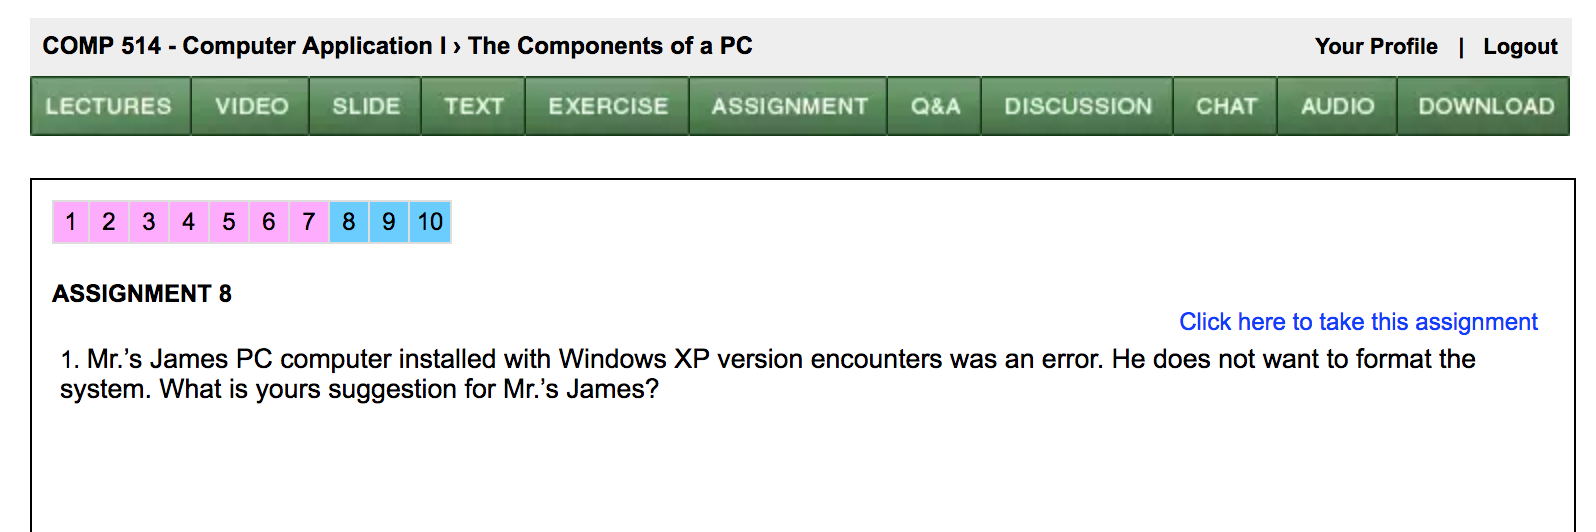 COMP 514 - Computer Application I › The Components of a PC
Your Profile | Logout
LECTURES VIDEO SLIDE TEXT EXERCISE ASSIGNMENT Q&A DISCUSSION CHAT AUDIO DOWNLOAD
1 2 3 4 5 6 7 8 9 10
ASSIGNMENT 8
Click here to take this assignment
1. Mr.’s James PC computer installed with Windows XP version encounters was an error. He does not want to format the
system. What is yours suggestion for Mr.’s James?